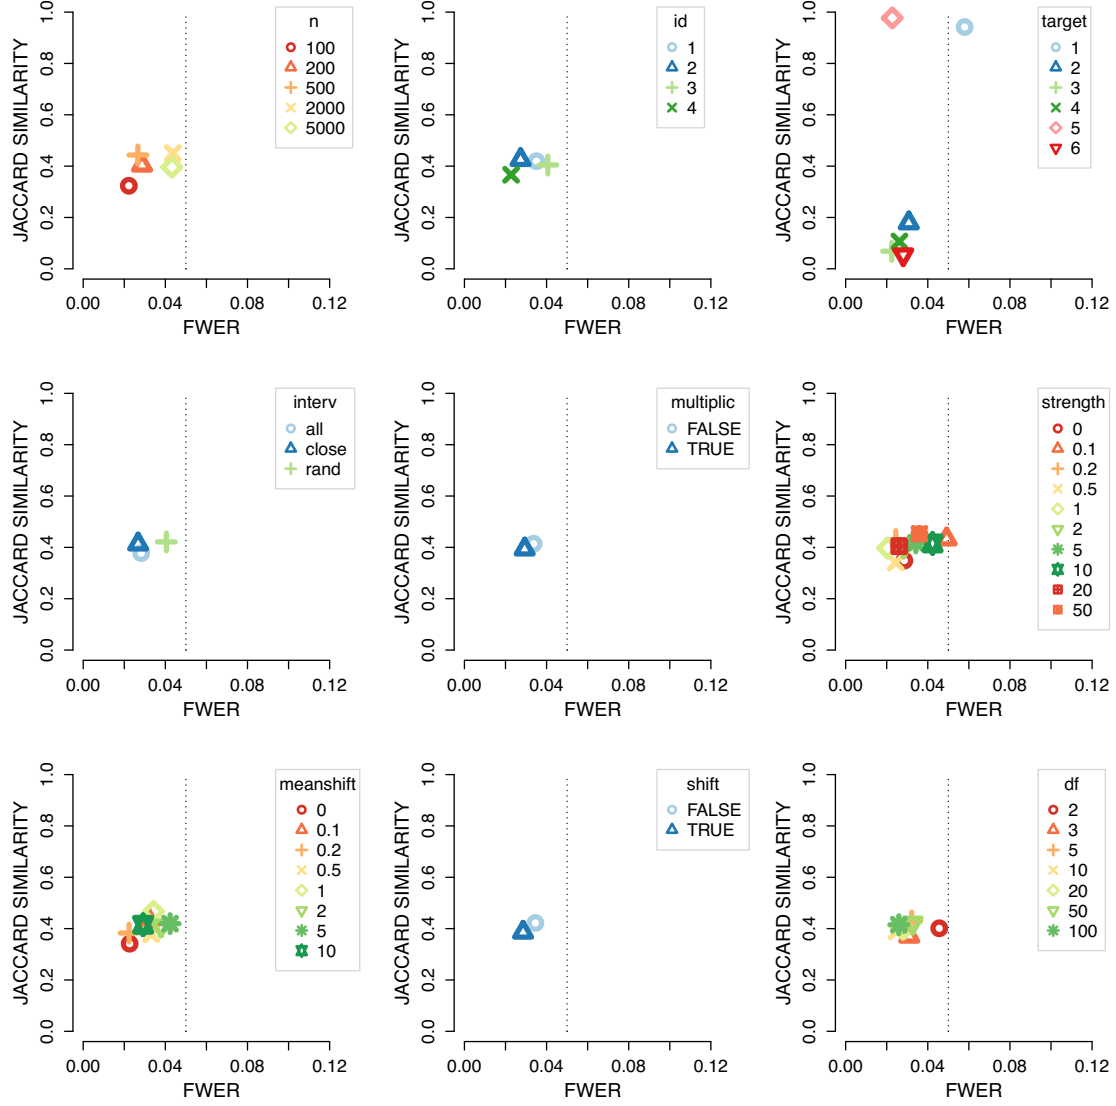 JACCARD SIMILARITY
1.0
0.8
0.6
0.4
0.2
0.0
n
100
200
500
2000
5000
0.00 0.04 0.08 0.12
FWER
JACCARD SIMILARITY
1.0
0.8
0.6
0.4
0.2
0.0
id
1
2
3
4
0.00 0.04 0.08 0.12
FWER
JACCARD SIMILARITY
1.0
0.8
0.6
0.4
0.2
0.0
target
1
2
3
4
5
6
0.00 0.04 0.08 0.12
FWER
JACCARD SIMILARITY
1.0
0.8
0.6
0.4
0.2
0.0
interv
all
close
rand
0.00 0.04 0.08 0.12
FWER
JACCARD SIMILARITY
1.0
0.8
0.6
0.4
0.2
0.0
multiplic
FALSE
TRUE
0.00 0.04 0.08 0.12
FWER
JACCARD SIMILARITY
1.0
0.8
0.6
0.4
0.2
0.0
strength
0
0.1
0.2
0.5
1
2
5
10
20
50
0.00 0.04 0.08 0.12
FWER
JACCARD SIMILARITY
1.0
0.8
0.6
0.4
0.2
0.0
meanshift
0
0.1
0.2
0.5
1
2
5
10
0.00 0.04 0.08 0.12
FWER
JACCARD SIMILARITY
1.0
0.8
0.6
0.4
0.2
0.0
shift
FALSE
TRUE
0.00 0.04 0.08 0.12
FWER
JACCARD SIMILARITY
1.0
0.8
0.6
0.4
0.2
0.0
df
2
3
5
10
20
50
100
0.00 0.04 0.08 0.12
FWER